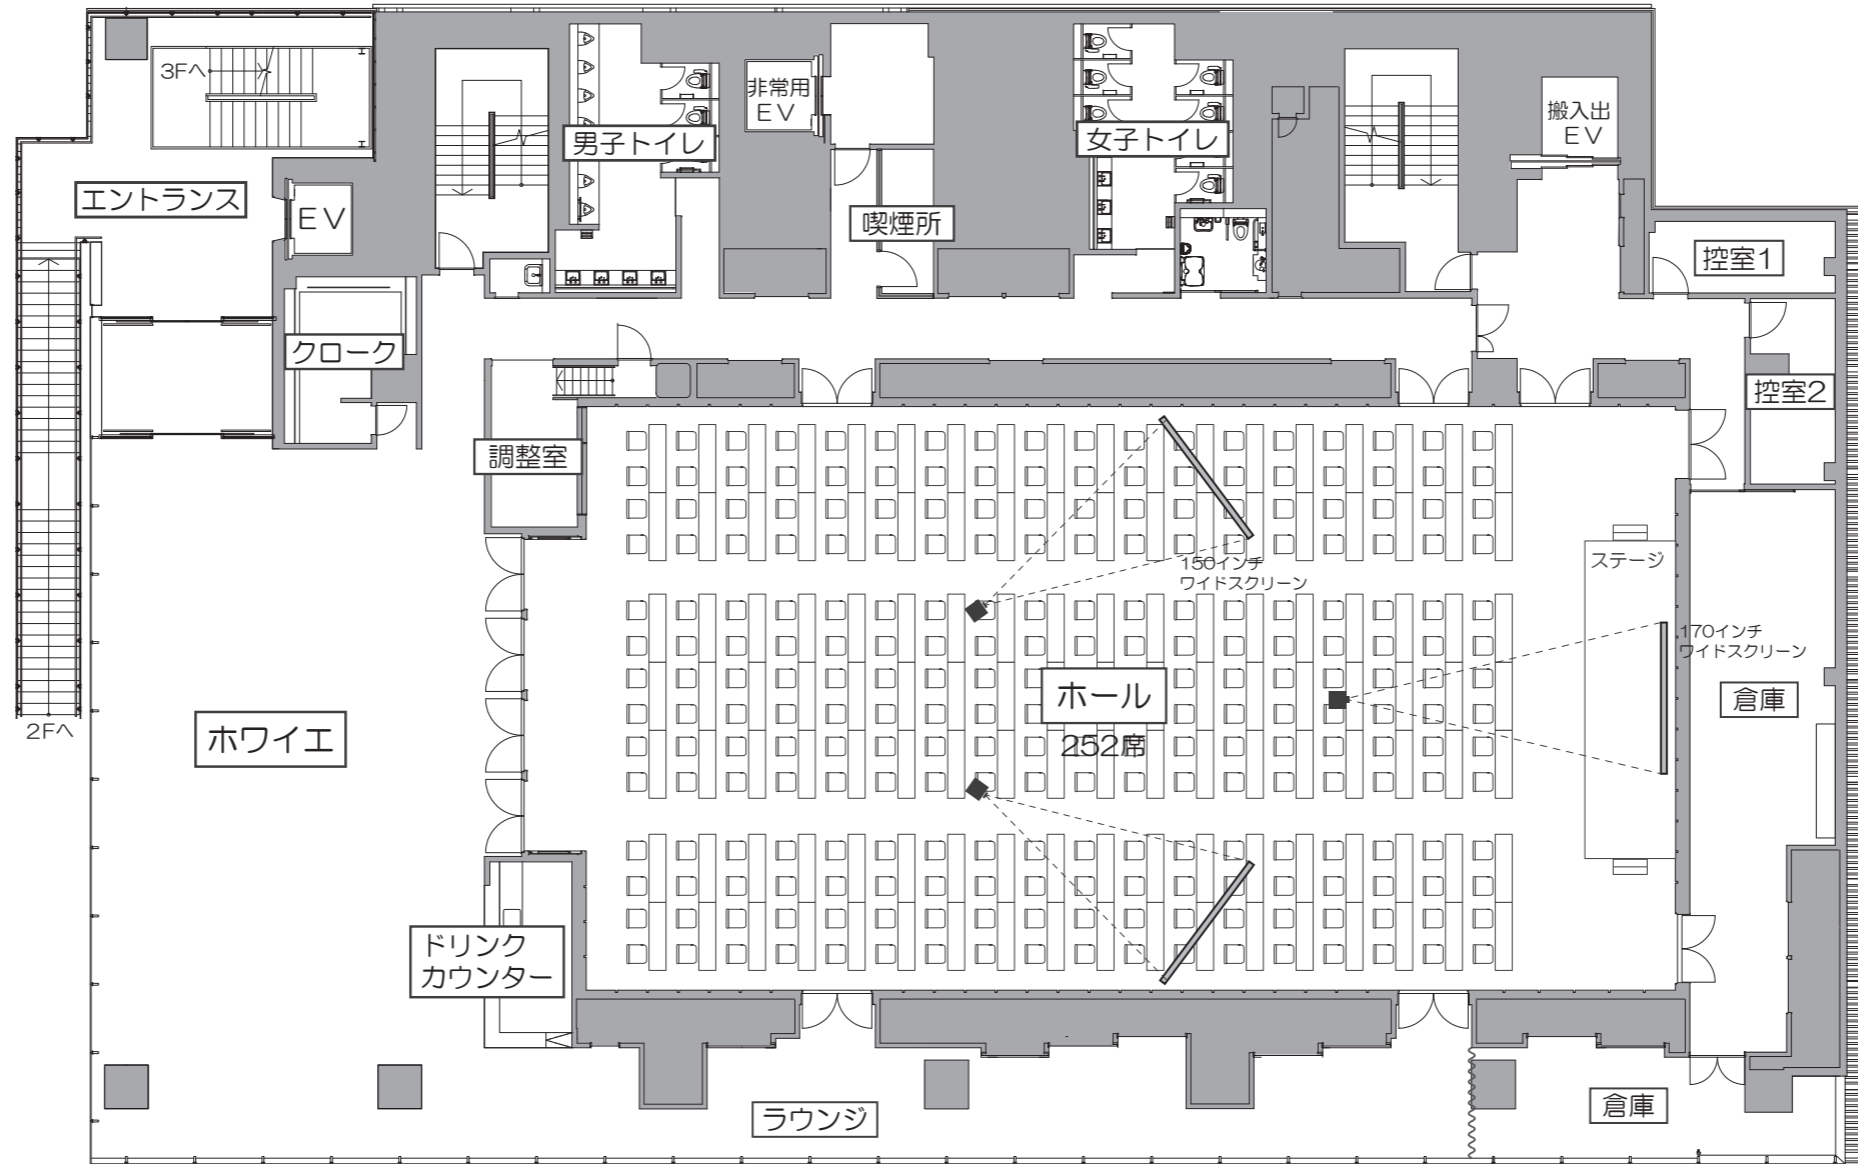 3Fへ
非常用
EV
搬入出
EV
男子トイレ
女子トイレ
エントランス
EV
喫煙所
控室1
クローク
控室2
調整室
ステージ
150インチ
ワイドスクリーン
170インチ
ワイドスクリーン
ホール
252席
倉庫
2Fへ
ホワイエ
ドリンク
カウンター
ラウンジ
倉庫